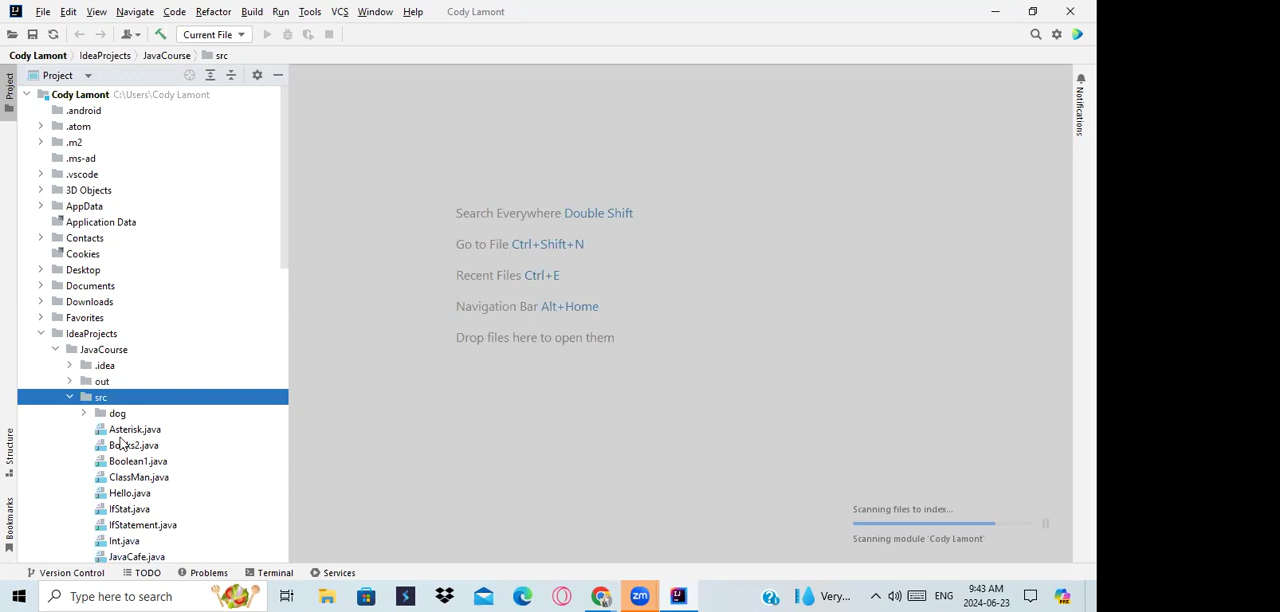 File Edit View Navigate Code Refactor Build Run Tools VCS Window Help Cody Lamont
Current File
Cody Lamont IdeaProjects JavaCourse src
Project
Project
Cody Lamont C:\Users\Cody Lamont
.android
.atom
.m2
.ms-ad
.vscode
3D Objects
AppData
Application Data
Contacts
Cookies
Desktop
Documents
Downloads
Favorites
IdeaProjects
JavaCourse
.idea
out
src
dog
Asterisk.java
Books2.java
Boolean1.java
ClassMan.java
Hello.java
IfStat.java
IfStatement.java
Int.java
JavaCafe.java
Structure
Bookmarks
Search Everywhere Double Shift
Go to File Ctrl+Shift+N
Recent Files Ctrl+E
Navigation Bar Alt+Home
Drop files here to open them
Notifications
Scanning files to index...
Scanning module 'Cody Lamont'
Version Control TODO Problems Terminal Services
Type here to search
zm
Very...
ENG
9:43 AM
2024-06-23